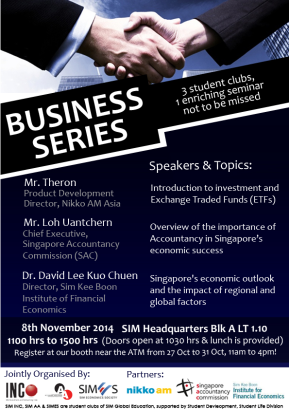 3 student clubs,
1 enriching seminar
not to be missed
BUSINESS
SERIES
Speakers & Topics:
Mr. Theron
Product Development
Director, Nikko AM Asia
Introduction to investment and
Exchange Traded Funds (ETFs)
Mr. Loh Uantchern
Chief Executive,
Singapore Accountancy
Commission (SAC)
Overview of the importance of
Accountancy in Singapore's
economic success
Dr. David Lee Kuo Chuen
Director, Sim Kee Boon
Institute of Financial
Economics
Singapore's economic outlook
and the impact of regional and
global factors
8th November 2014 SIM Headquarters Blk A LT 1.10
1100 hrs to 1500 hrs (Doors open at 1030 hrs & lunch is provided)
Register at our booth near the ATM from 27 Oct to 31 Oct, 11am to 4pm!
Jointly Organised By:
Partners:
INC
SIMES
nikko am
singapore
accountancy
commission
Sim Kee Boon
Institute for
Financial Economics
SIM INC, SIM AA & SIMES are student clubs of SIM Global Education, supported by Student Development, Student Life Division